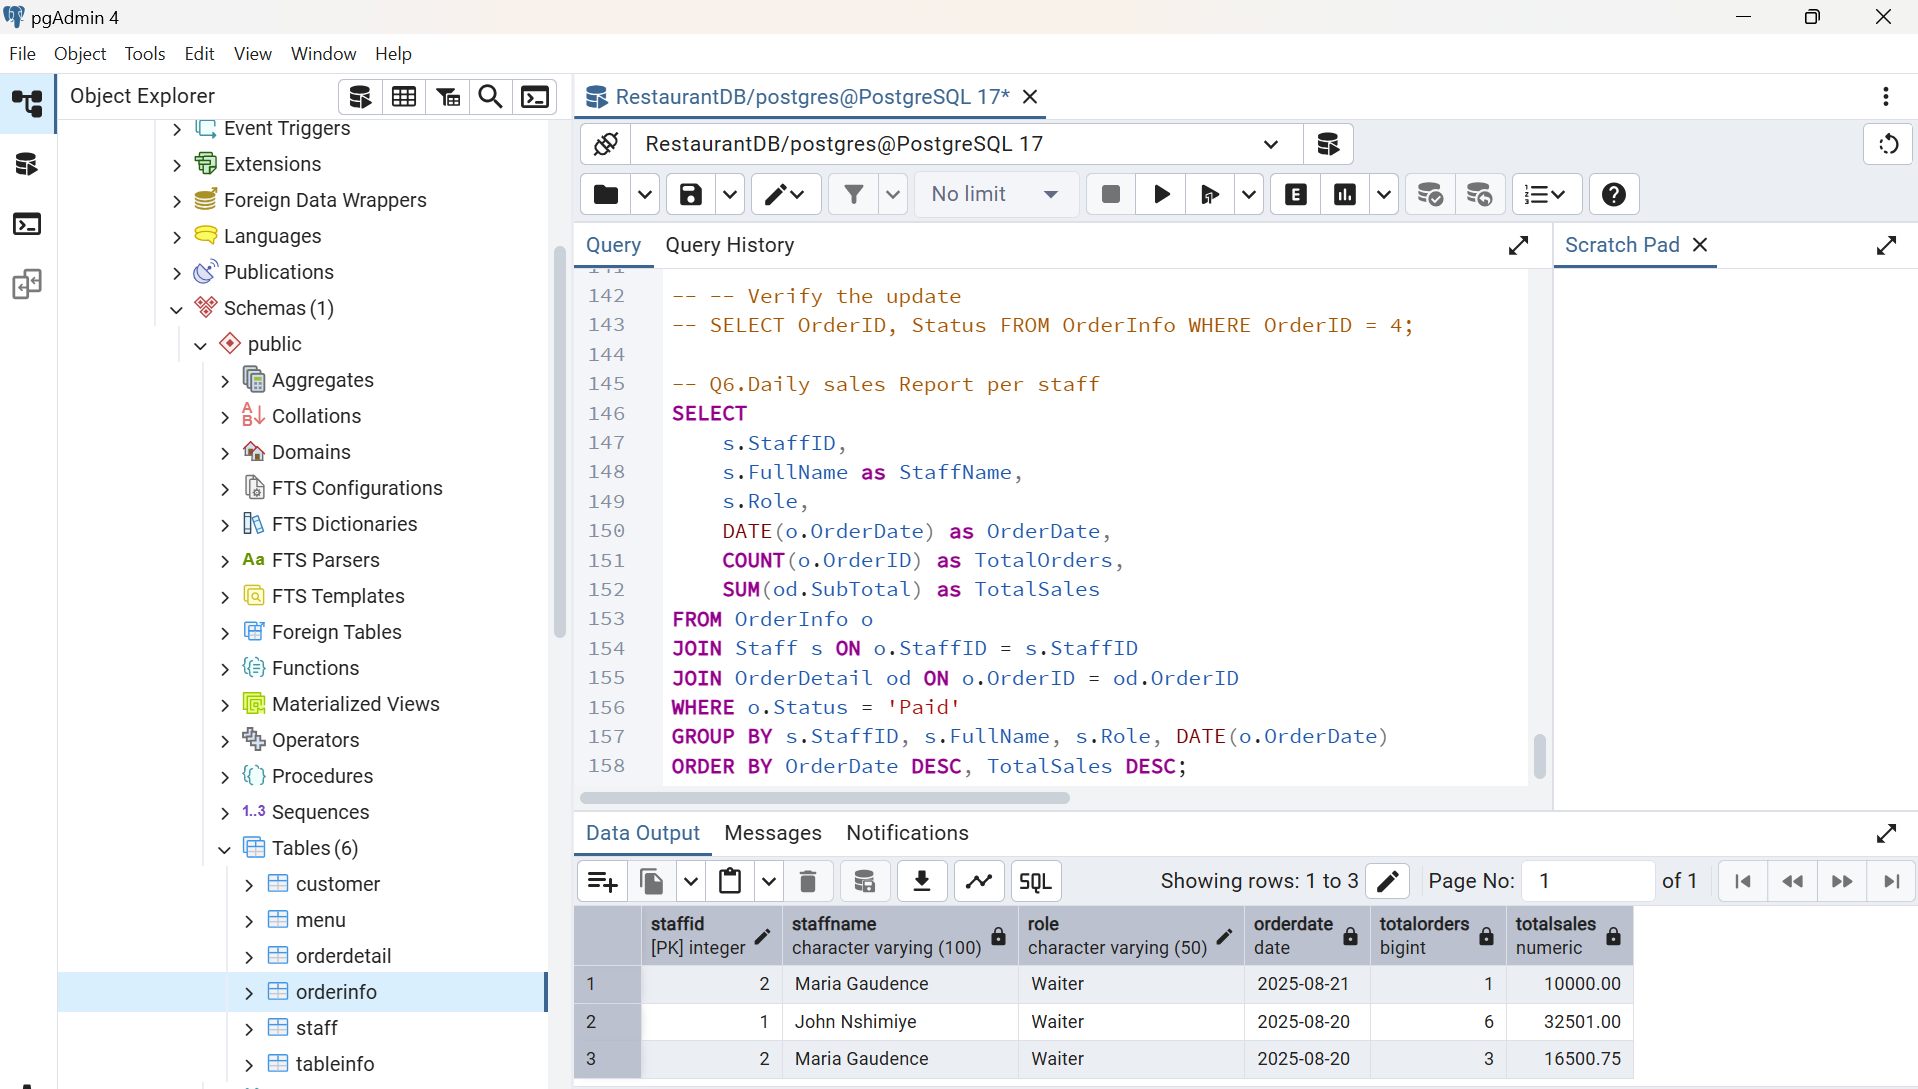 pgAdmin 4
File Object Tools Edit View Window Help
Object Explorer
Event Triggers
Extensions
Foreign Data Wrappers
Languages
Publications
Schemas (1)
public
Aggregates
Collations
Domains
FTS Configurations
FTS Dictionaries
Aa FTS Parsers
FTS Templates
Foreign Tables
Functions
Materialized Views
Operators
Procedures
1..3 Sequences
Tables (6)
customer
menu
orderdetail
orderinfo
staff
tableinfo
RestaurantDB/postgres@PostgreSQL 17*
RestaurantDB/postgres@PostgreSQL 17
No limit
E
Query Query History
Scratch Pad
142 -- -- Verify the update
143 -- SELECT OrderID, Status FROM OrderInfo WHERE OrderID = 4;
144
145 -- Q6.Daily sales Report per staff
146 SELECT
147 s.StaffID,
148 s.FullName as StaffName,
149 s.Role,
150 DATE(o.OrderDate) as OrderDate,
151 COUNT(o.OrderID) as TotalOrders,
152 SUM(od.SubTotal) as TotalSales
153 FROM OrderInfo o
154 JOIN Staff s ON o.StaffID = s.StaffID
155 JOIN OrderDetail od ON o.OrderID = od.OrderID
156 WHERE o.Status = 'Paid'
157 GROUP BY s.StaffID, s.FullName, s.Role, DATE(o.OrderDate)
158 ORDER BY OrderDate DESC, TotalSales DESC;
Data Output Messages Notifications
SQL Showing rows: 1 to 3 Page No: 1 of 1
staffid staffname role orderdate totalorders totalsales
[PK] integer character varying (100) character varying (50) date bigint numeric
1 2 Maria Gaudence Waiter 2025-08-21 1 10000.00
2 1 John Nshimiye Waiter 2025-08-20 6 32501.00
3 2 Maria Gaudence Waiter 2025-08-20 3 16500.75